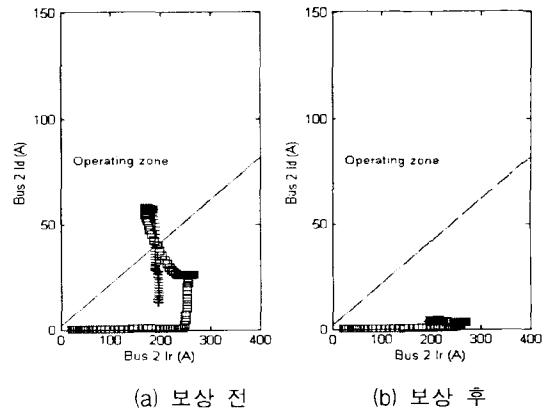 150
100
50
0
Bus 2 Id (A)
Operating zone
0 100 200 300 400
Bus 2 Ir (A)
(a) 보상 전
150
100
50
0
Bus 2 Id (A)
Operating zone
0 100 200 300 400
Bus 2 Ir (A)
(b) 보상 후